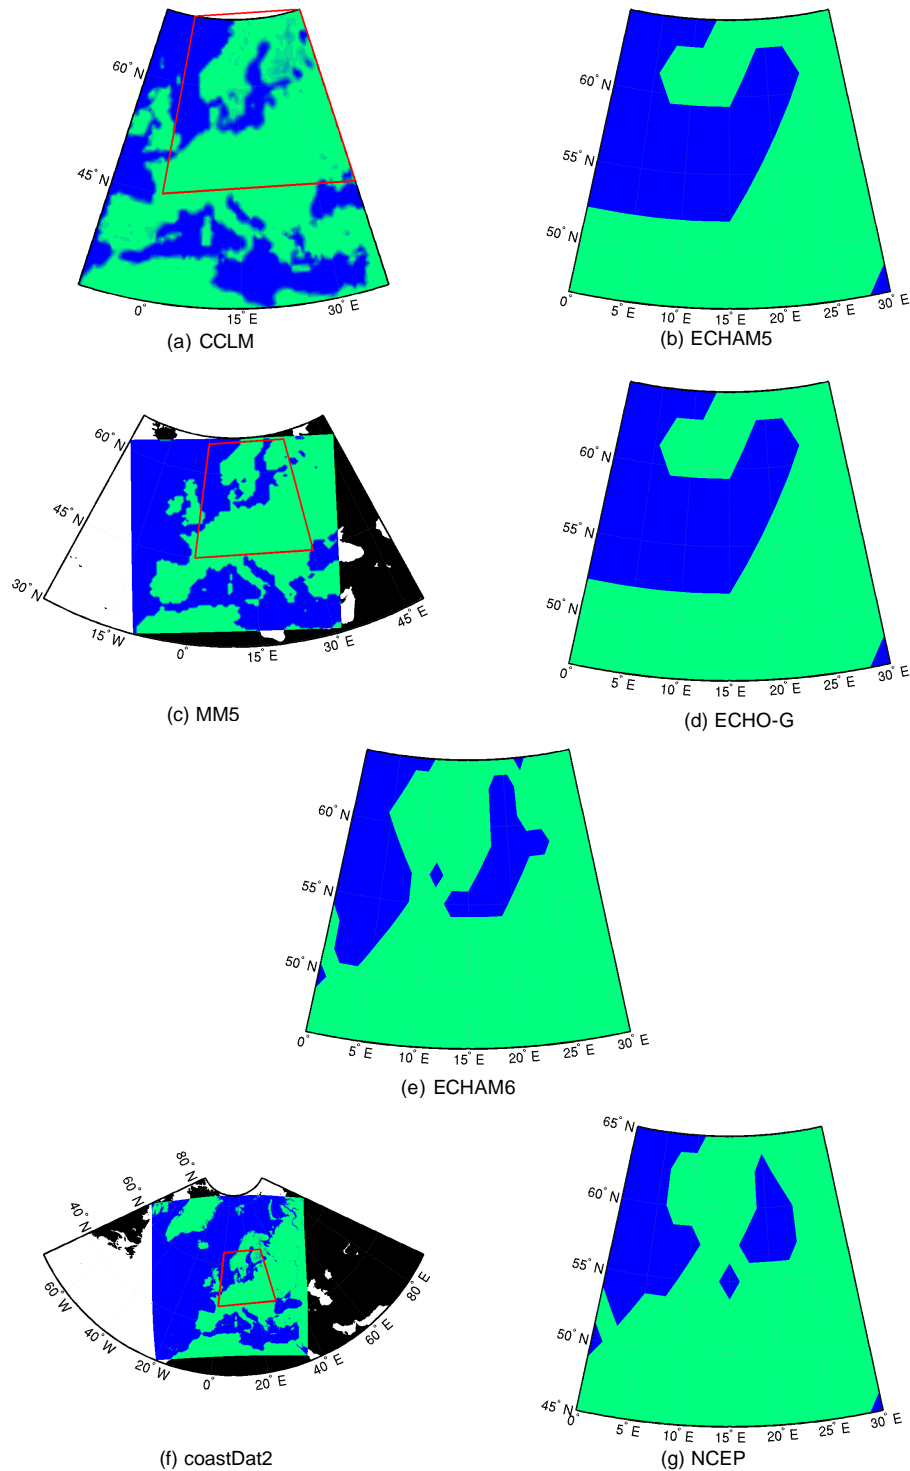 60° N
45° N
0°
15° E
30° E
(a) CCLM
60° N
55° N
50° N
0°
5° E
10° E
15° E
20° E
25° E
30° E
(b) ECHAM5
60° N
45° N
30° N
15° W
0°
15° E
30° E
45° E
(c) MM5
60° N
55° N
50° N
0°
5° E
10° E
15° E
20° E
25° E
30° E
(d) ECHO-G
60° N
55° N
50° N
0°
5° E
10° E
15° E
20° E
25° E
30° E
(e) ECHAM6
80° N
60° N
40° N
60° W
40° W
20° W
0°
20° E
40° E
60° E
80° E
(f) coastDat2
65° N
60° N
55° N
50° N
45° N
0°
5° E
10° E
15° E
20° E
25° E
30° E
(g) NCEP